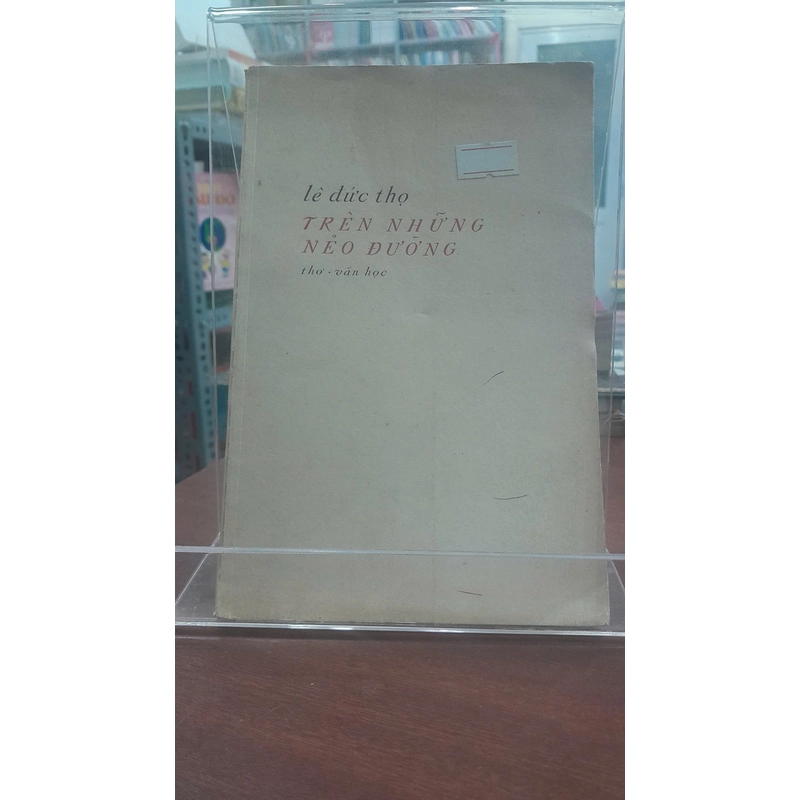 lê đức thọ
TRÊN NHỮNG
NẺO ĐƯỜNG
thơ - văn học